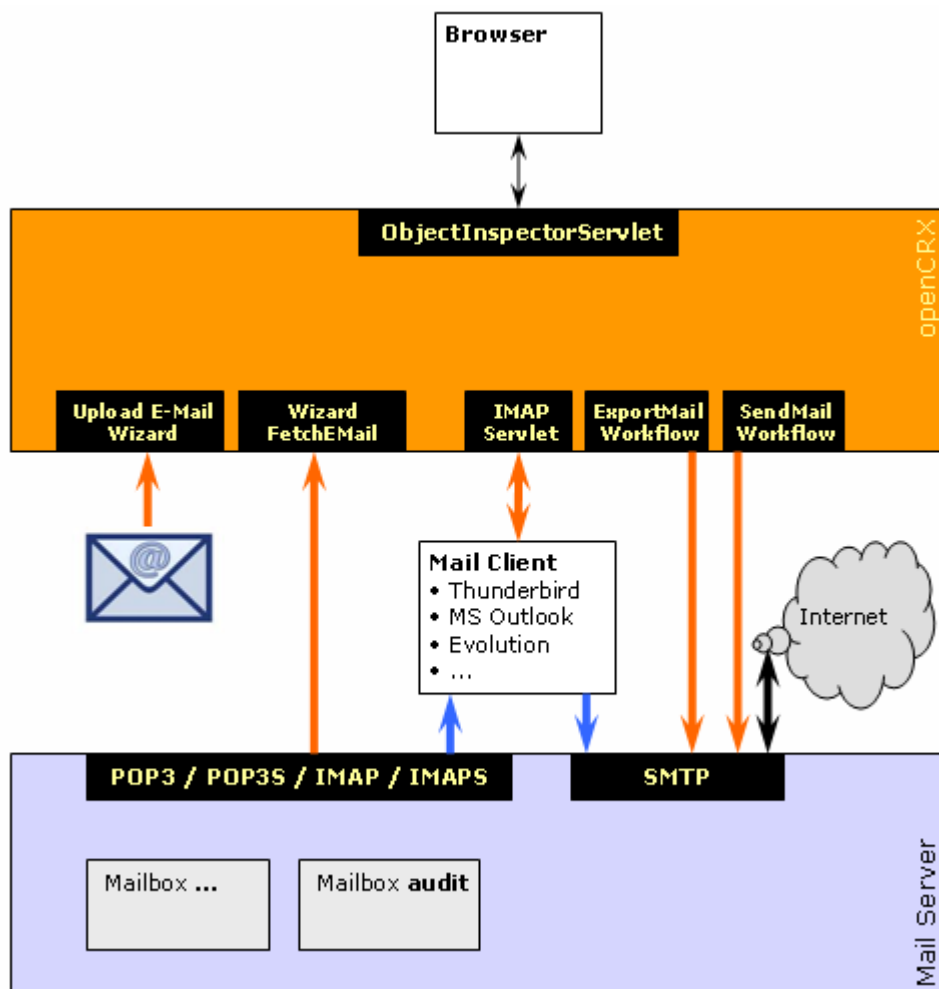 Browser
ObjectInspectorServlet
openCRX
Upload E-Mail
Wizard
Wizard
FetchEMail
IMAP
Servlet
ExportMail
Workflow
SendMail
Workflow
@
Mail Client
• Thunderbird
• MS Outlook
• Evolution
• ...
Internet
POP3 / POP3S / IMAP / IMAPS
SMTP
Mailbox ...
Mailbox audit
Mail Server